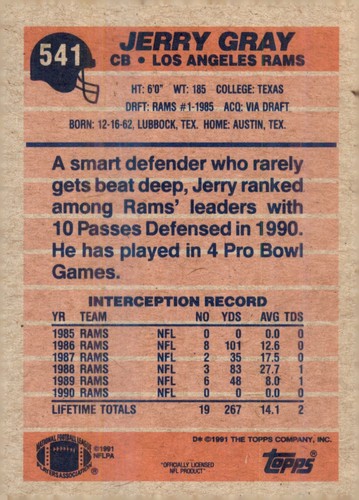 541
JERRY GRAY
CB • LOS ANGELES RAMS
HT: 6'0" WT: 185 COLLEGE: TEXAS
DRFT: RAMS #1-1985 ACQ: VIA DRAFT
BORN: 12-16-62, LUBBOCK, TEX. HOME: AUSTIN, TEX.
A smart defender who rarely
gets beat deep, Jerry ranked
among Rams' leaders with
10 Passes Defensed in 1990.
He has played in 4 Pro Bowl
Games.
INTERCEPTION RECORD
YR TEAM NO YDS AVG TDS
1985 RAMS NFL 0 0 0.0 0
1986 RAMS NFL 8 101 12.6 0
1987 RAMS NFL 2 35 17.5 0
1988 RAMS NFL 3 83 27.7 1
1989 RAMS NFL 6 48 8.0 1
1990 RAMS NFL 0 0 0.0 0
LIFETIME TOTALS 19 267 14.1 2
NATIONAL FOOTBALL LEAGUE
PLAYERS ASSOCIATION
©1991
NFLPA
OFFICIALLY LICENSED
NFL PRODUCT
D* ©1991 THE TOPPS COMPANY, INC.
Topps